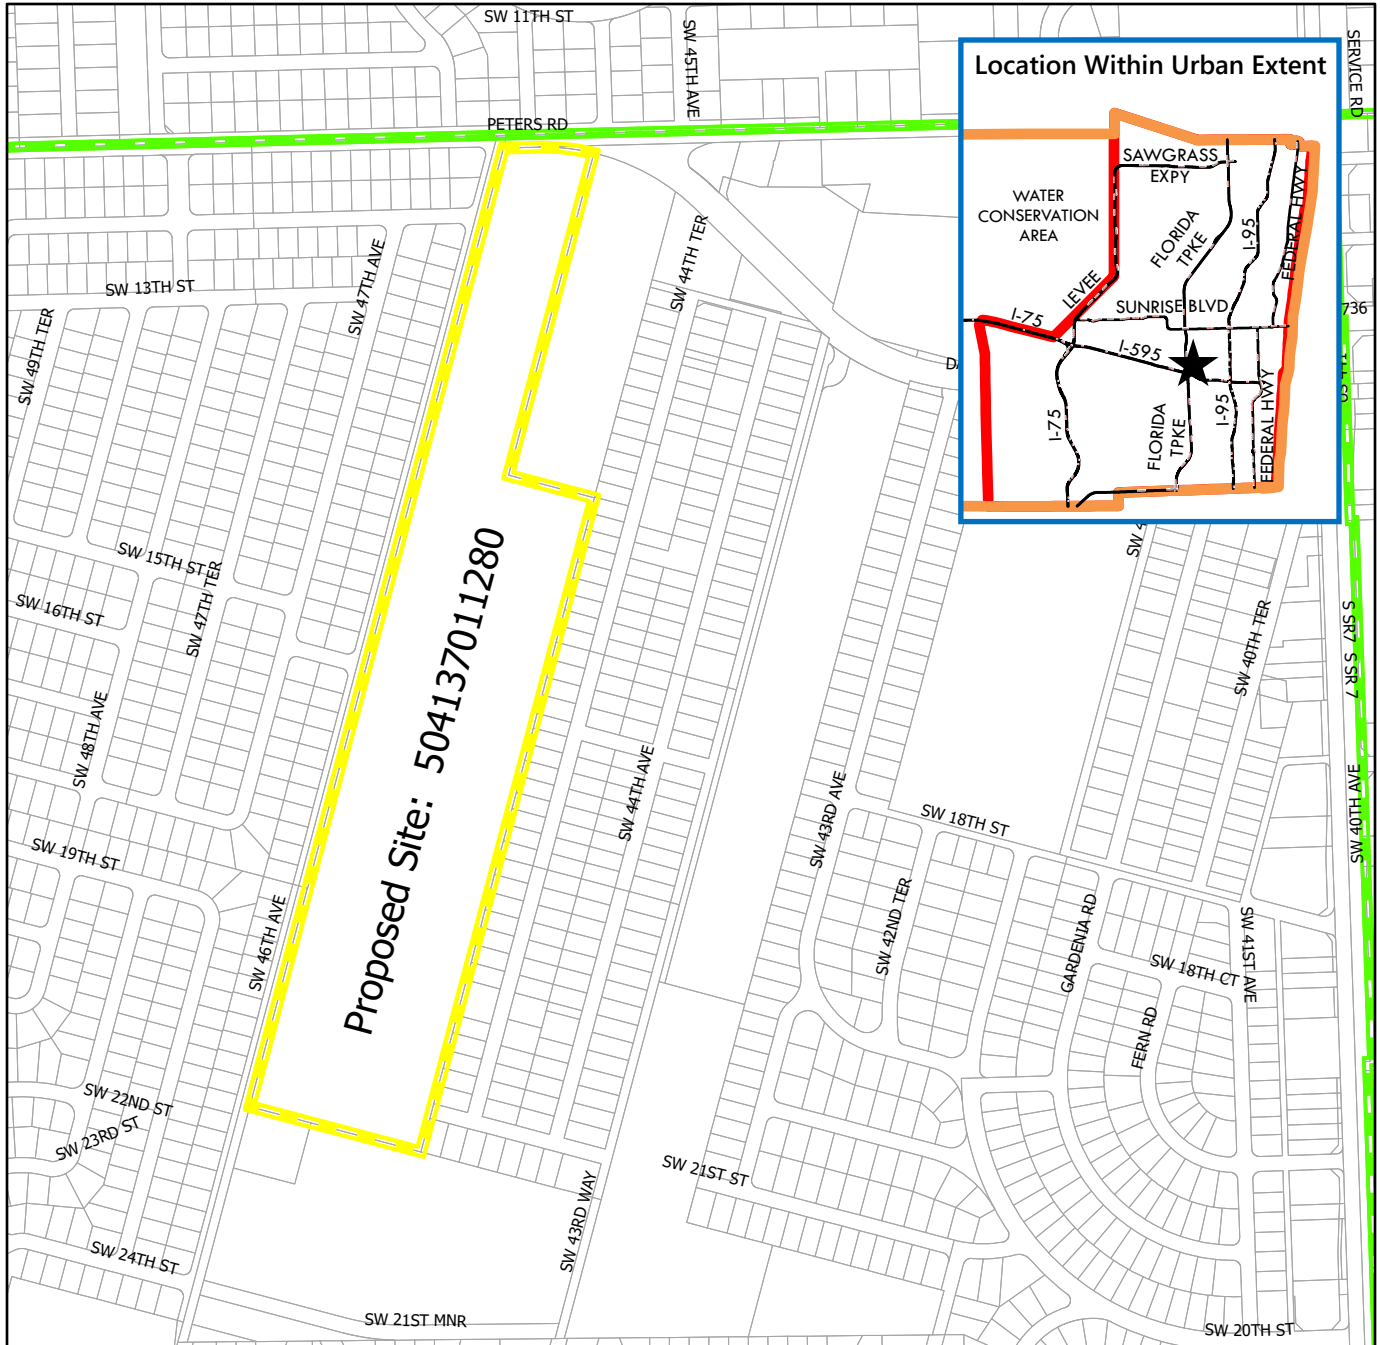 SW 11TH ST
SW 45TH AVE
SERVICE RD
PETERS RD
Location Within Urban Extent
SAWGRASS
EXPY
WATER
CONSERVATION
AREA
FLORIDA
TPKE
I-95
FEDERAL HWY
LEVEE
SUNRISE BLVD
I-75
I-595
I-75
FLORIDA
TPKE
I-95
FEDERAL HWY
736
SW 44TH TER
SW 47TH AVE
SW 13TH ST
SW 49TH TER
SW 15TH ST
SW 47TH TER
SW 16TH ST
SW 48TH AVE
Proposed Site: 504137011280
SW 40TH TER
S SR7 S SR 7
SW 44TH AVE
SW 43RD AVE
SW 18TH ST
SW 40TH AVE
SW 19TH ST
SW 46TH AVE
SW 42ND TER
GARDENIA RD
SW 41ST AVE
SW 18TH CT
FERN RD
SW 22ND ST
SW 23RD ST
SW 21ST ST
SW 43RD WAY
SW 24TH ST
SW 21ST MNR
SW 20TH ST